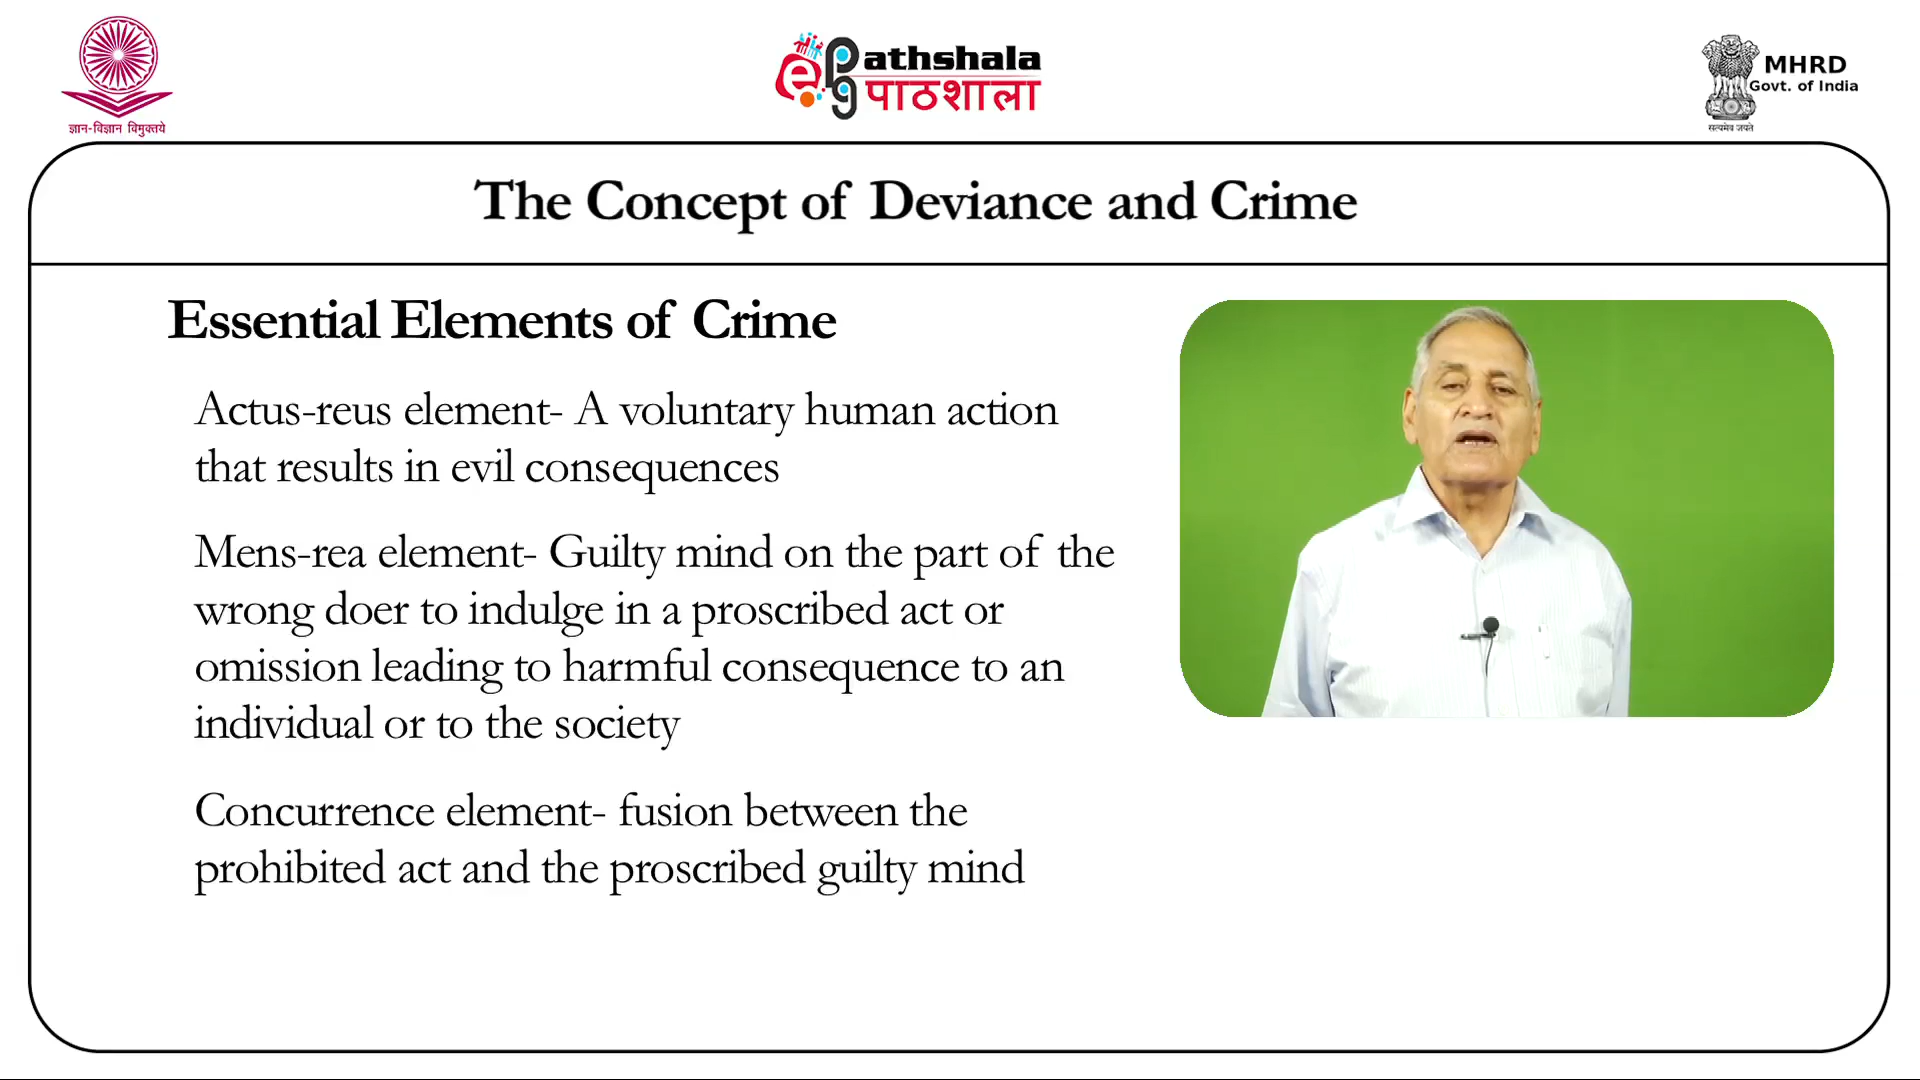 ज्ञान-विज्ञान विमुक्तये
e PG Pathshala
पाठशाला
MHRD
Govt. of India
सत्यमेव जयते
The Concept of Deviance and Crime
Essential Elements of Crime
Actus-reus element- A voluntary human action
that results in evil consequences
Mens-rea element- Guilty mind on the part of the
wrong doer to indulge in a proscribed act or
omission leading to harmful consequence to an
individual or to the society
Concurrence element- fusion between the
prohibited act and the proscribed guilty mind